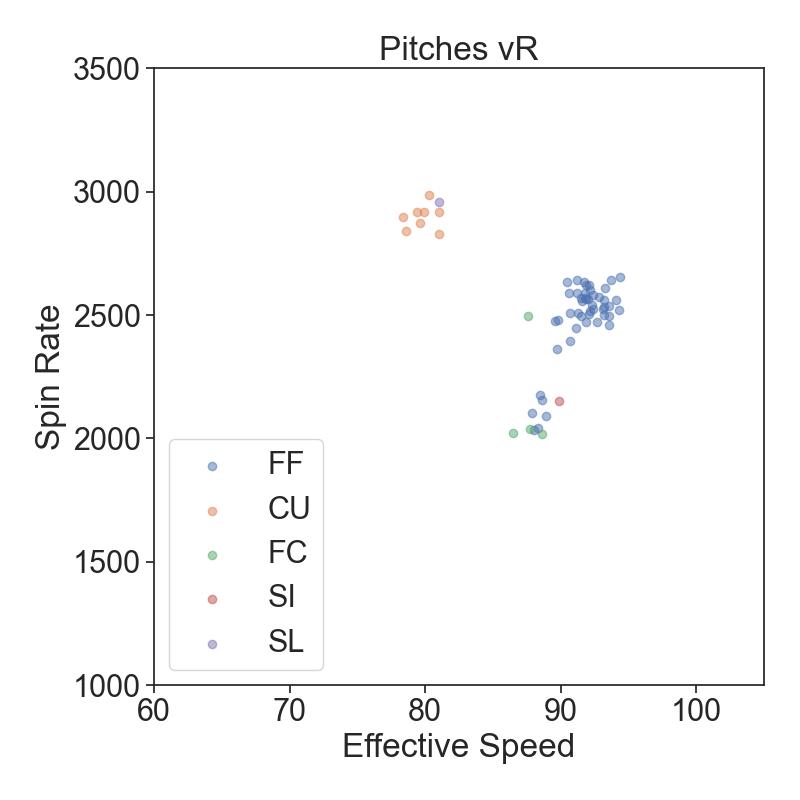 Pitches vR
3500
3000
2500
2000
1500
1000
Spin Rate
FF
CU
FC
SI
SL
60 70 80 90 100
Effective Speed